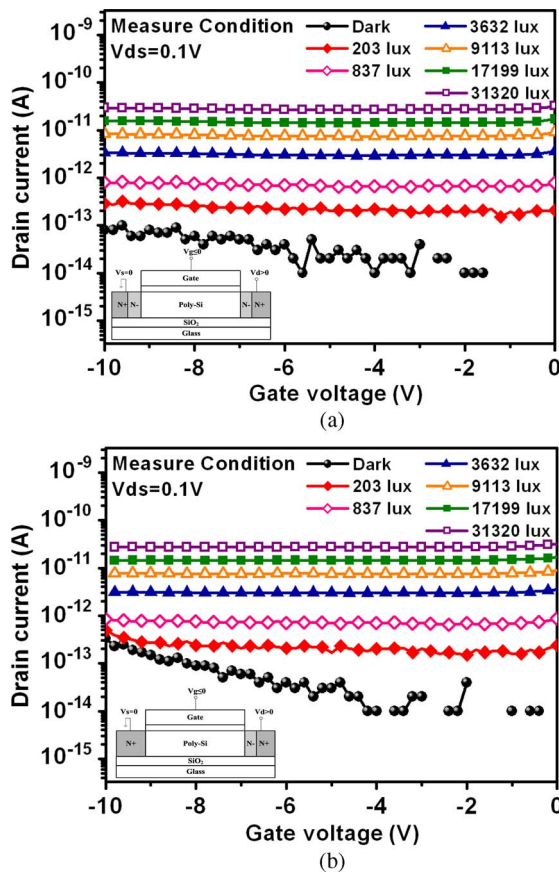 Measure Condition
Vds=0.1V
Dark
203 lux
837 lux
3632 lux
9113 lux
17199 lux
31320 lux
Drain current (A)
10⁻⁹
10⁻¹⁰
10⁻¹¹
10⁻¹²
10⁻¹³
10⁻¹⁴
10⁻¹⁵
Vg≤0
Vs=0
Gate
Vd>0
N+
N-
Poly-Si
N-
N+
SiO₂
Glass
-10
-8
-6
-4
-2
0
Gate voltage (V)
(a)
Measure Condition
Vds=0.1V
Dark
203 lux
837 lux
3632 lux
9113 lux
17199 lux
31320 lux
Drain current (A)
10⁻⁹
10⁻¹⁰
10⁻¹¹
10⁻¹²
10⁻¹³
10⁻¹⁴
10⁻¹⁵
Vg≤0
Vs=0
Gate
Vd>0
N+
Poly-Si
N-
N+
SiO₂
Glass
-10
-8
-6
-4
-2
0
Gate voltage (V)
(b)